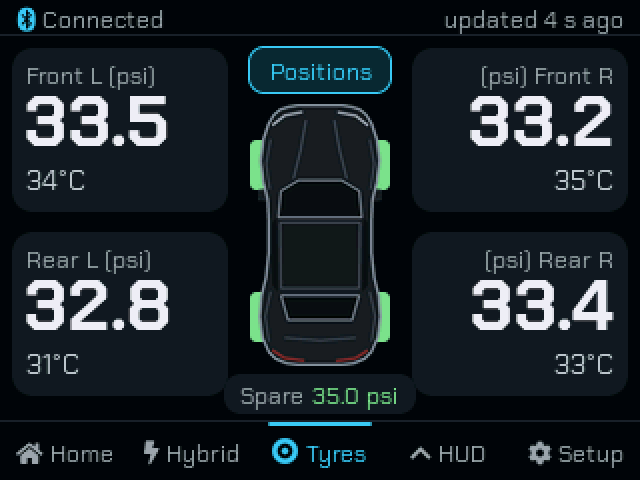 Connected
updated 4 s ago
Front L (psi)
33.5
34°C
Positions
(psi) Front R
33.2
35°C
Rear L (psi)
32.8
31°C
(psi) Rear R
33.4
33°C
Spare 35.0 psi
Home
Hybrid
Tyres
HUD
Setup